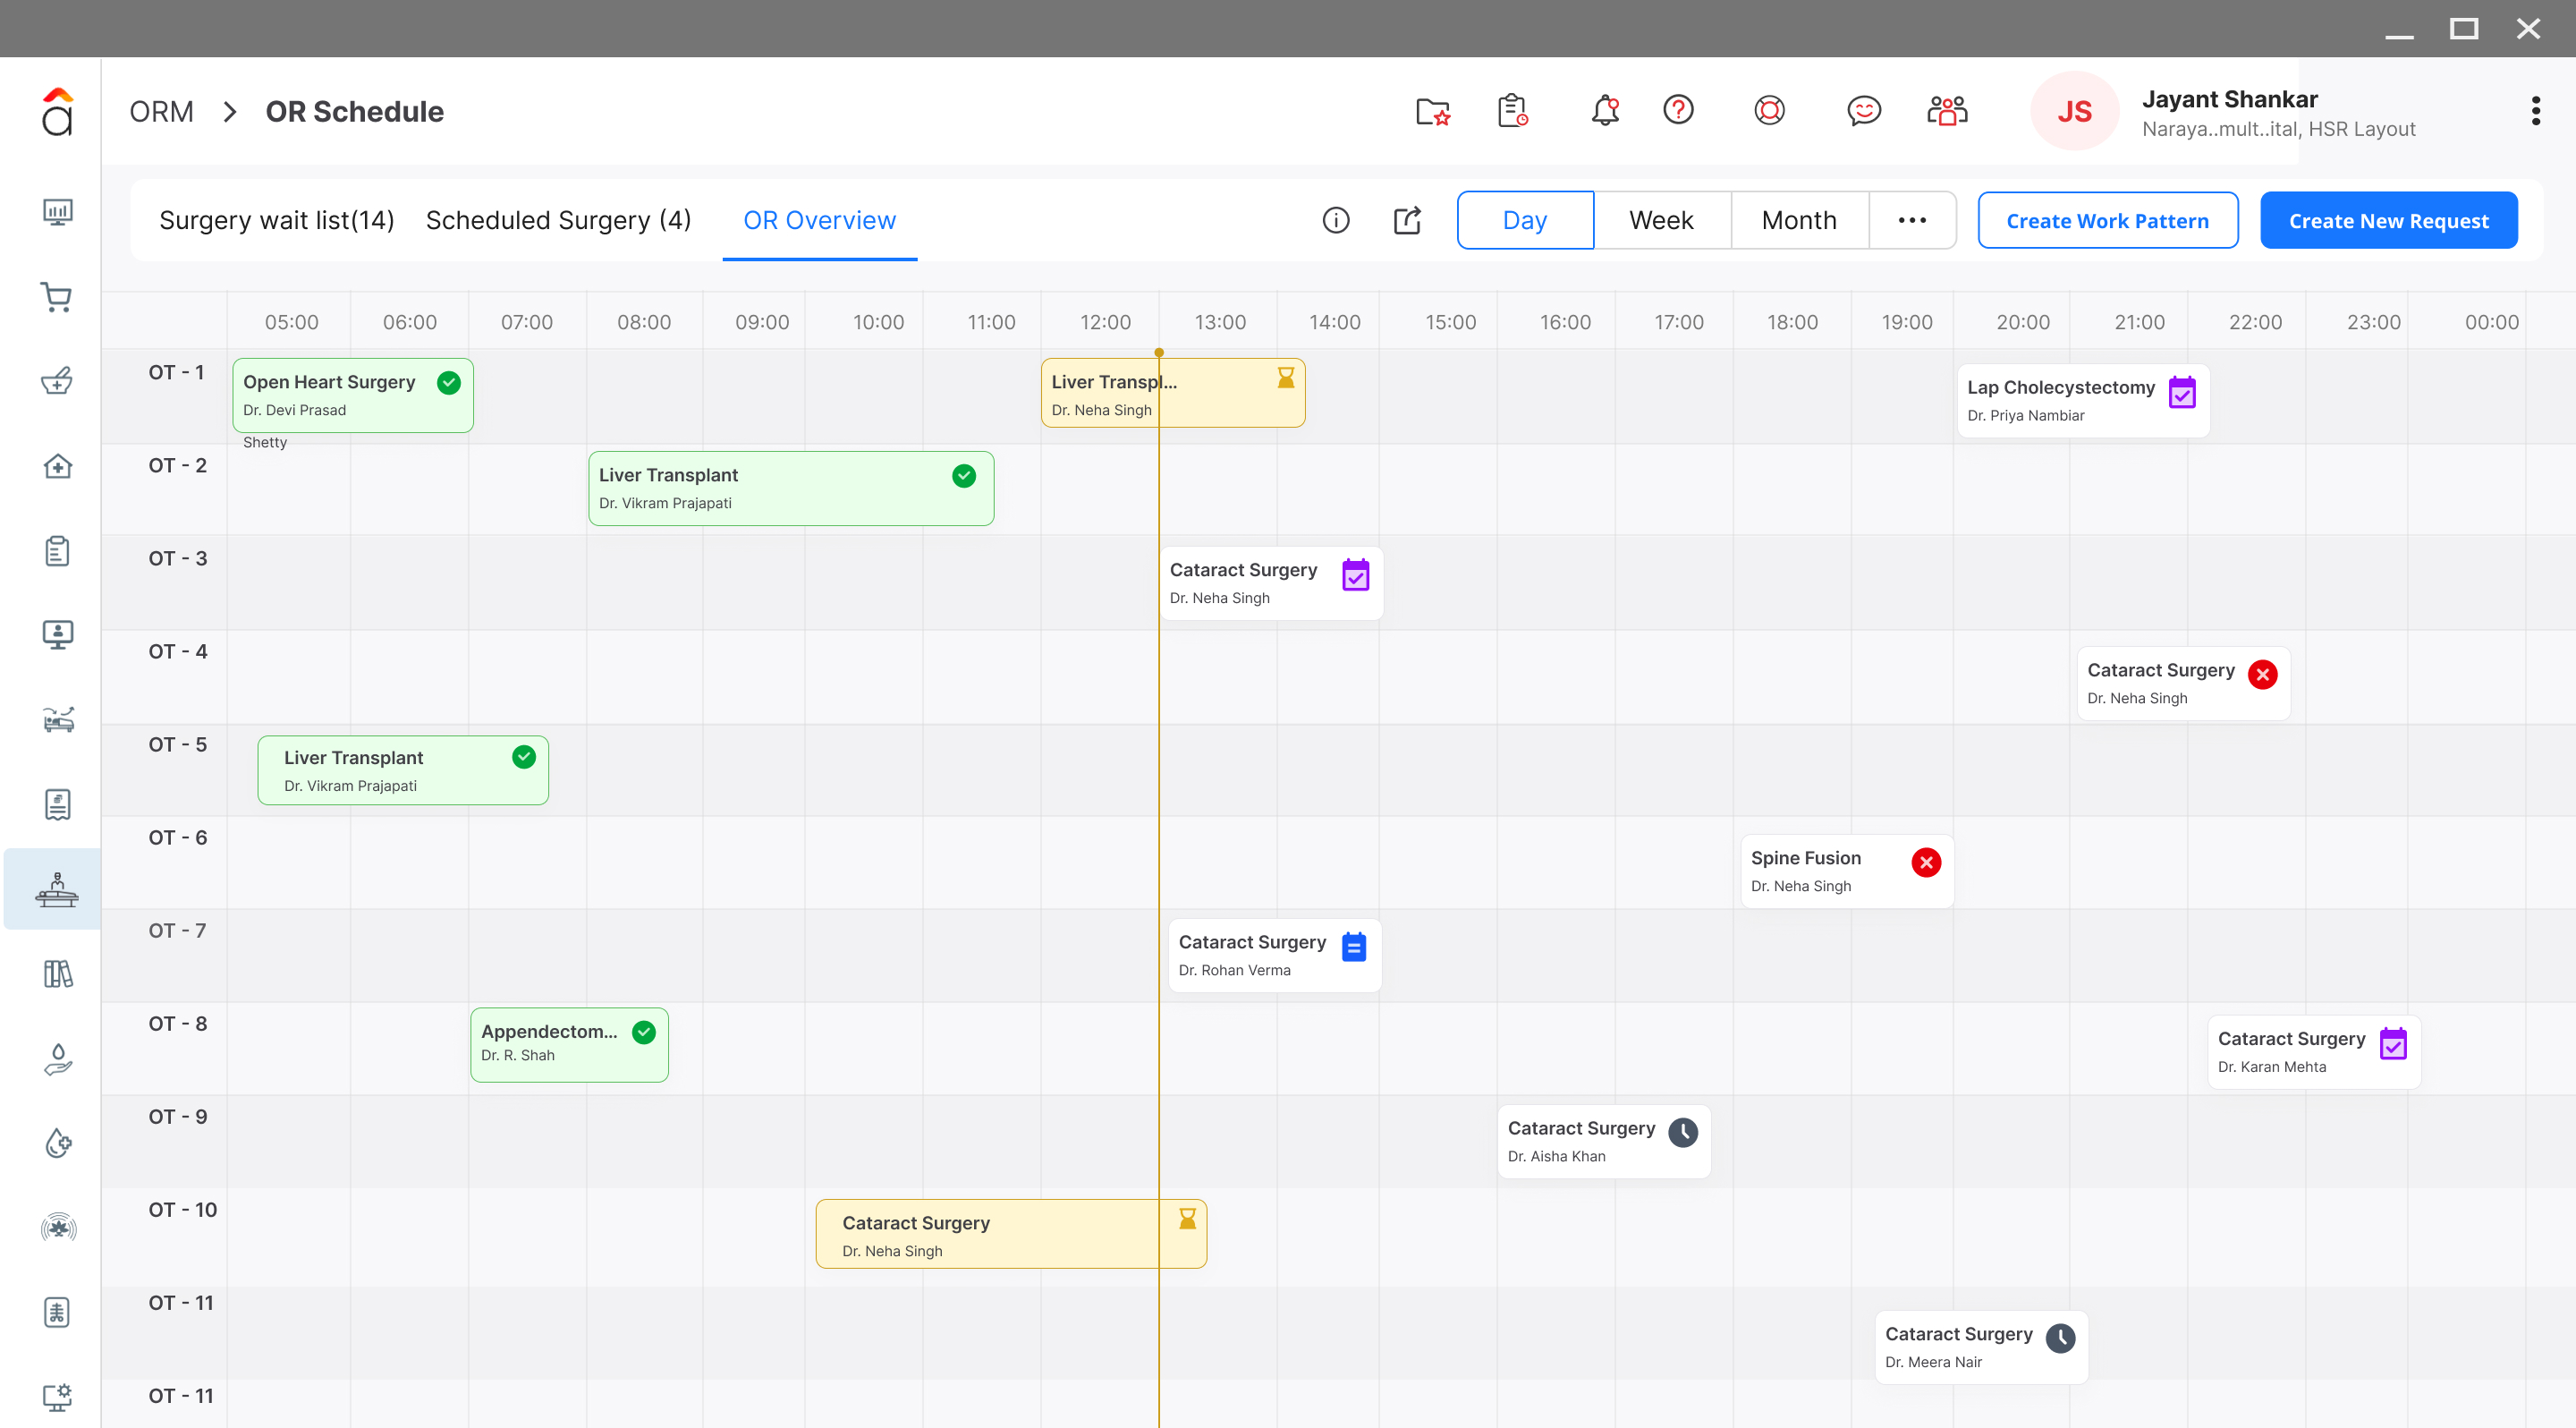 ORM > OR Schedule
JS
Jayant Shankar
Naraya..mult..ital, HSR Layout
Surgery wait list(14)
Scheduled Surgery (4)
OR Overview
Day
Week
Month
Create Work Pattern
Create New Request
05:00 06:00 07:00 08:00 09:00 10:00 11:00 12:00 13:00 14:00 15:00 16:00 17:00 18:00 19:00 20:00 21:00 22:00 23:00 00:00
OT - 1
Open Heart Surgery
Dr. Devi Prasad
Shetty
Liver Transpl...
Dr. Neha Singh
Lap Cholecystectomy
Dr. Priya Nambiar
OT - 2
Liver Transplant
Dr. Vikram Prajapati
OT - 3
Cataract Surgery
Dr. Neha Singh
OT - 4
Cataract Surgery
Dr. Neha Singh
OT - 5
Liver Transplant
Dr. Vikram Prajapati
OT - 6
Spine Fusion
Dr. Neha Singh
OT - 7
Cataract Surgery
Dr. Rohan Verma
OT - 8
Appendectom...
Dr. R. Shah
Cataract Surgery
Dr. Karan Mehta
OT - 9
Cataract Surgery
Dr. Aisha Khan
OT - 10
Cataract Surgery
Dr. Neha Singh
OT - 11
Cataract Surgery
Dr. Meera Nair
OT - 11